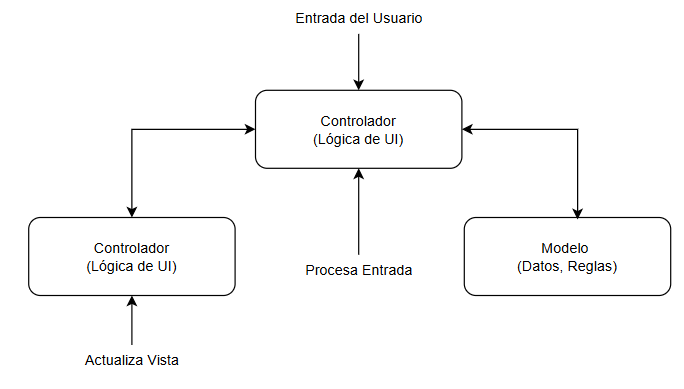 Entrada del Usuario
Controlador
(Lógica de UI)
Controlador
(Lógica de UI)
Modelo
(Datos, Reglas)
Procesa Entrada
Actualiza Vista